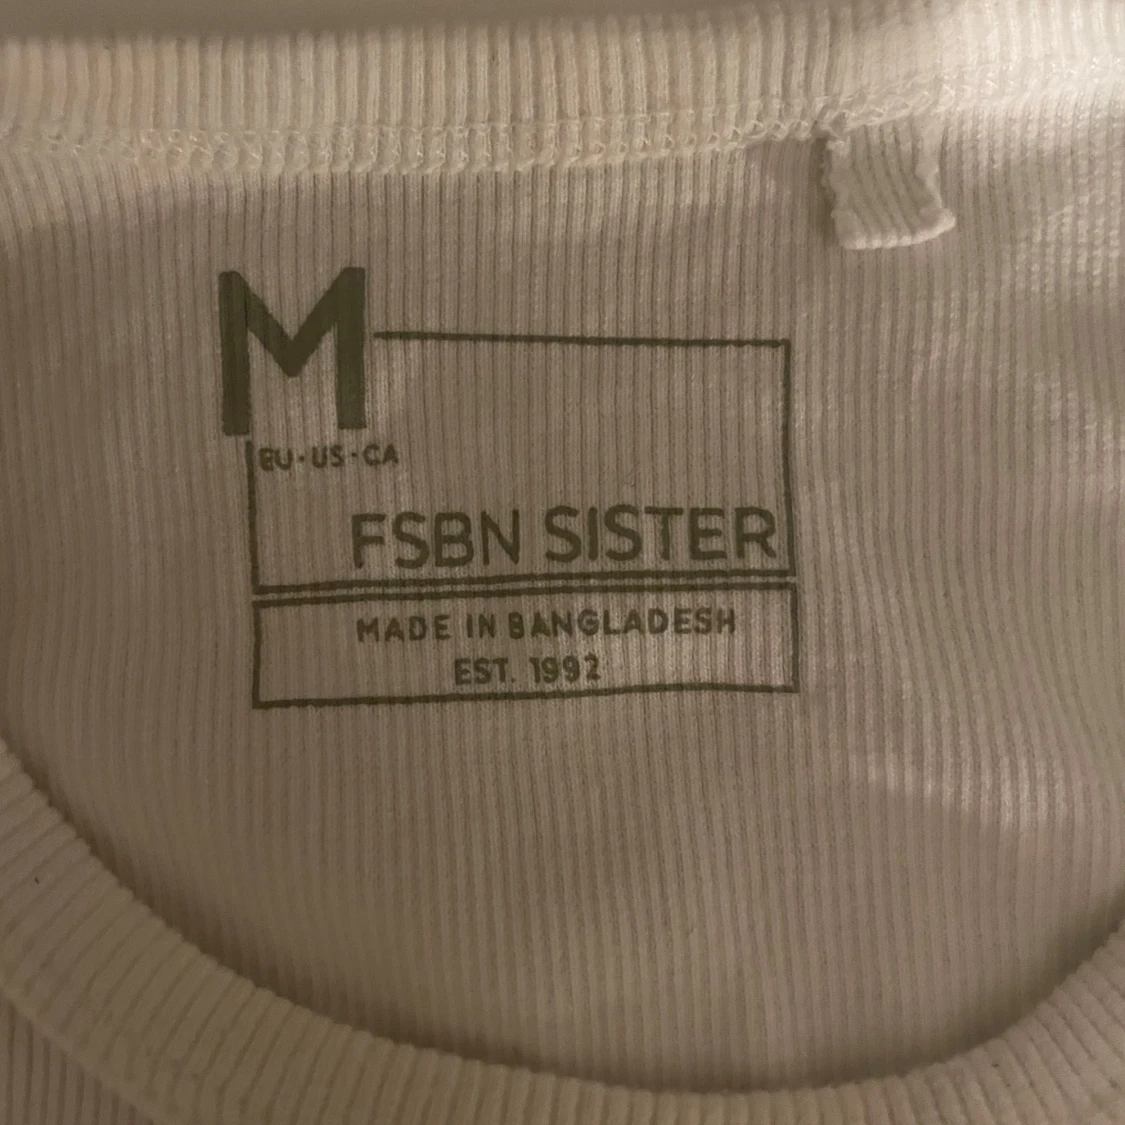 M
EU·US·CA
FSBN SISTER
MADE IN BANGLADESH
EST. 1992